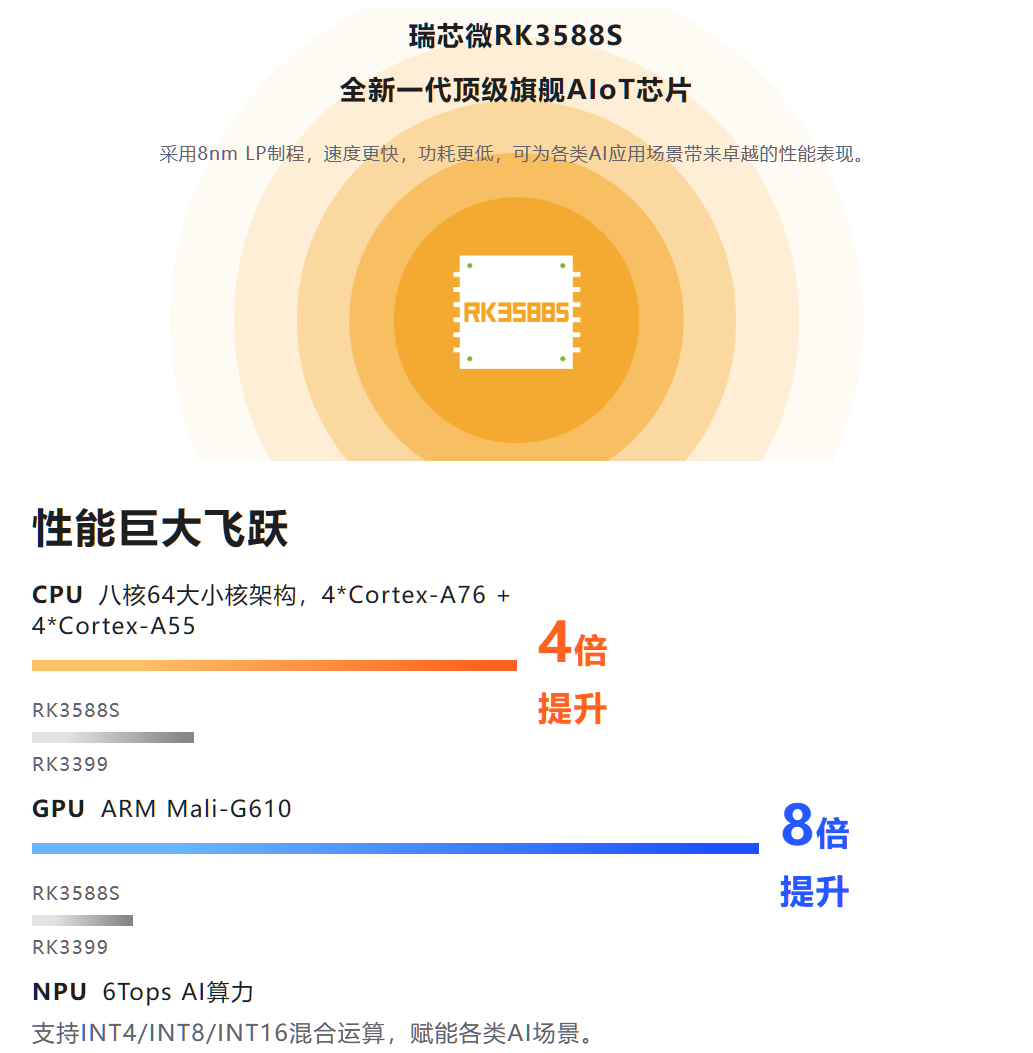 瑞芯微RK3588S
全新一代顶级旗舰AIoT芯片
采用8nm LP制程，速度更快，功耗更低，可为各类AI应用场景带来卓越的性能表现。
RK3588S
性能巨大飞跃
CPU 八核64大小核架构，4*Cortex-A76 +
4*Cortex-A55
4倍
提升
RK3588S
RK3399
GPU ARM Mali-G610
8倍
提升
RK3588S
RK3399
NPU 6Tops AI算力
支持INT4/INT8/INT16混合运算，赋能各类AI场景。